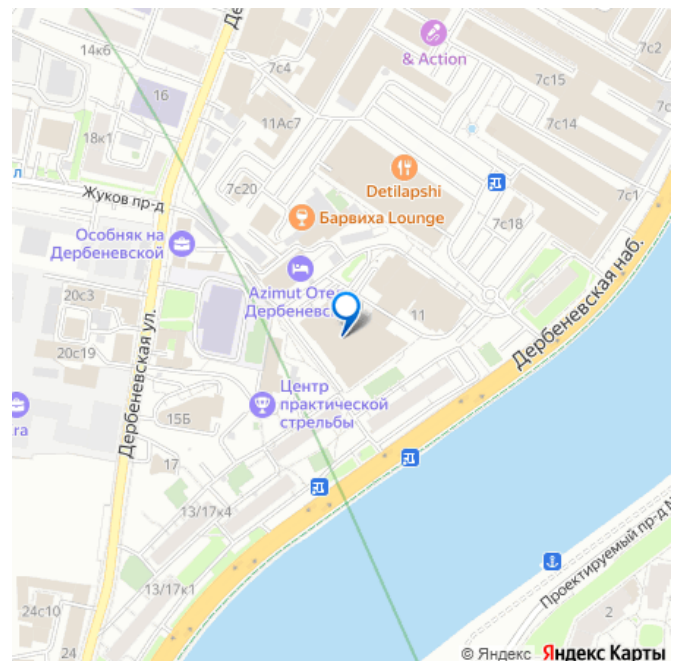 14к6
7с4
& Action
7с2
7с15
16
11Ас7
7с14
18к1
Detilapshi
Жуков пр-д
7с20
7с1
Барвиха Lounge
7с18
Особняк на
Дербеневской
Azimut Оте
Дербеневс
20с3
11
Дербеневская наб.
20с19
Дербеневская ул.
Центр
практической
стрельбы
15Б
га
17
13/17к4
13/17к1
Проектируемый пр-д
24с10
2
24
© Яндекс Яндекс Карты